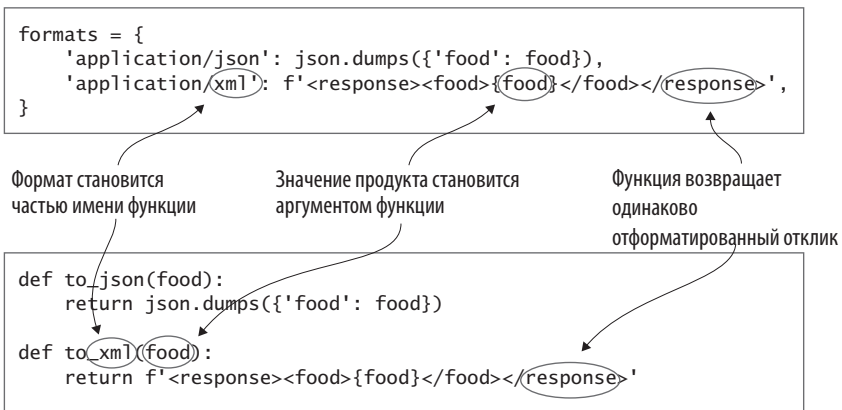 formats = {
    'application/json': json.dumps({'food': food}),
    'application/xml': f'<response><food>{food}</food></response>',
}
Формат становится
частью имени функции
Значение продукта становится
аргументом функции
Функция возвращает
одинаково
отформатированный отклик
def to_json(food):
    return json.dumps({'food': food})
def to_xml(food):
    return f'<response><food>{food}</food></response>'